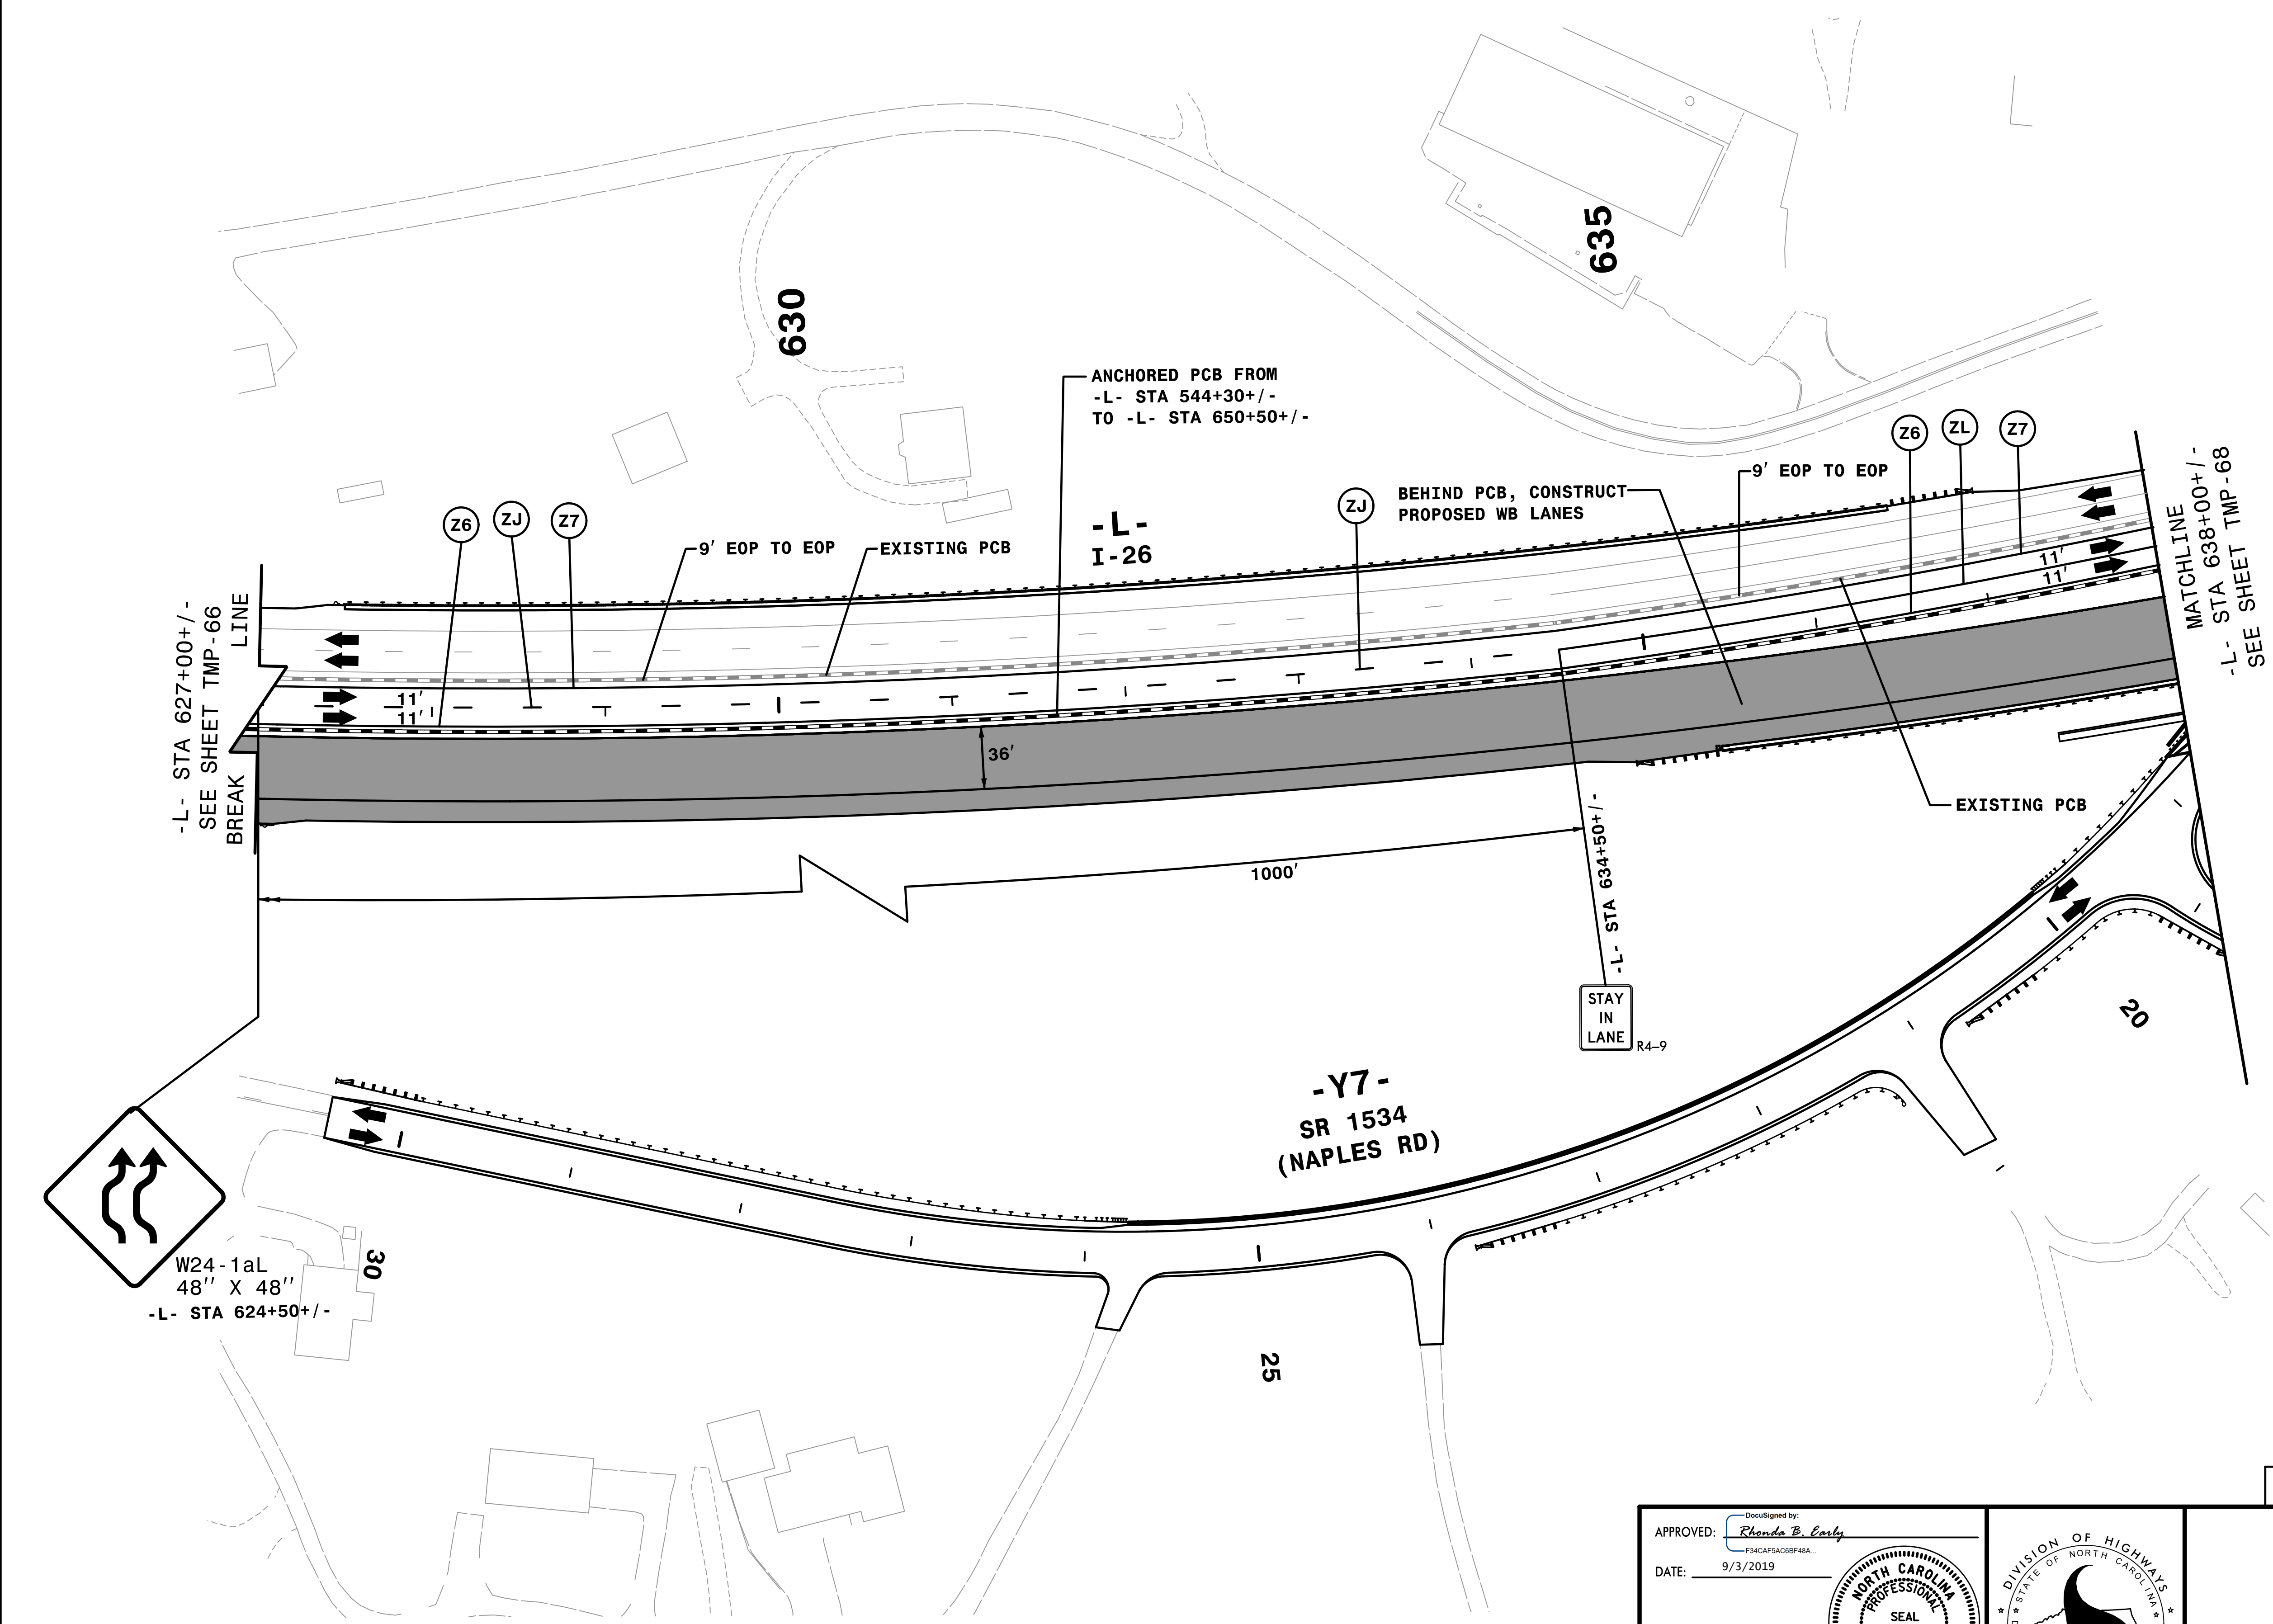 635
630
ANCHORED PCB FROM
-L- STA 544+30+/-
TO -L- STA 650+50+/-
Z6
ZL
Z7
9' EOP TO EOP
BEHIND PCB, CONSTRUCT
PROPOSED WB LANES
ZJ
Z6
ZJ
Z7
9' EOP TO EOP
EXISTING PCB
-L-
I-26
11'
11'
MATCHLINE
-L- STA 638+00+/-
SEE SHEET TMP-68
-L- STA 627+00+/-
SEE SHEET TMP-66
BREAK LINE
11'
11'
36'
EXISTING PCB
1000'
-L- STA 634+50+/-
STAY
IN
LANE
R4-9
20
-Y7-
SR 1534
(NAPLES RD)
W24-1aL
48" X 48"
-L- STA 624+50+/-
30
25
APPROVED:
DocuSigned by:
Rhonda B. Early
F34CAF5AC6BF48A...
DATE: 9/3/2019
NORTH CAROLINA
PROFESSIONAL
SEAL
DIVISION OF HIGHWAYS
STATE OF NORTH CAROLINA